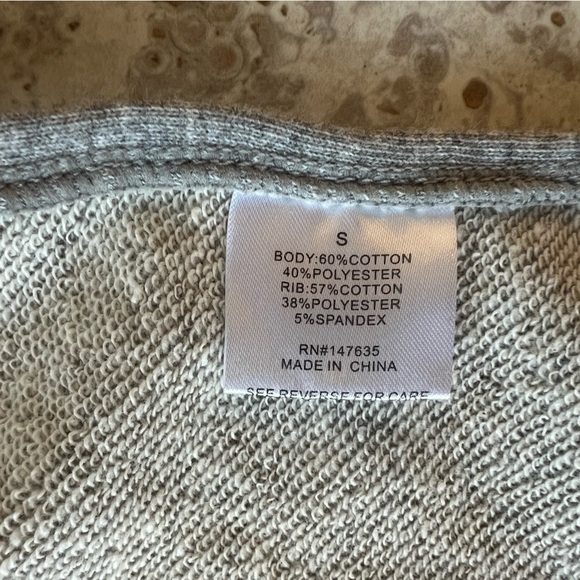 S
BODY:60%COTTON
40%POLYESTER
RIB:57%COTTON
38%POLYESTER
5%SPANDEX
RN#147635
MADE IN CHINA
SEE REVERSE FOR CARE